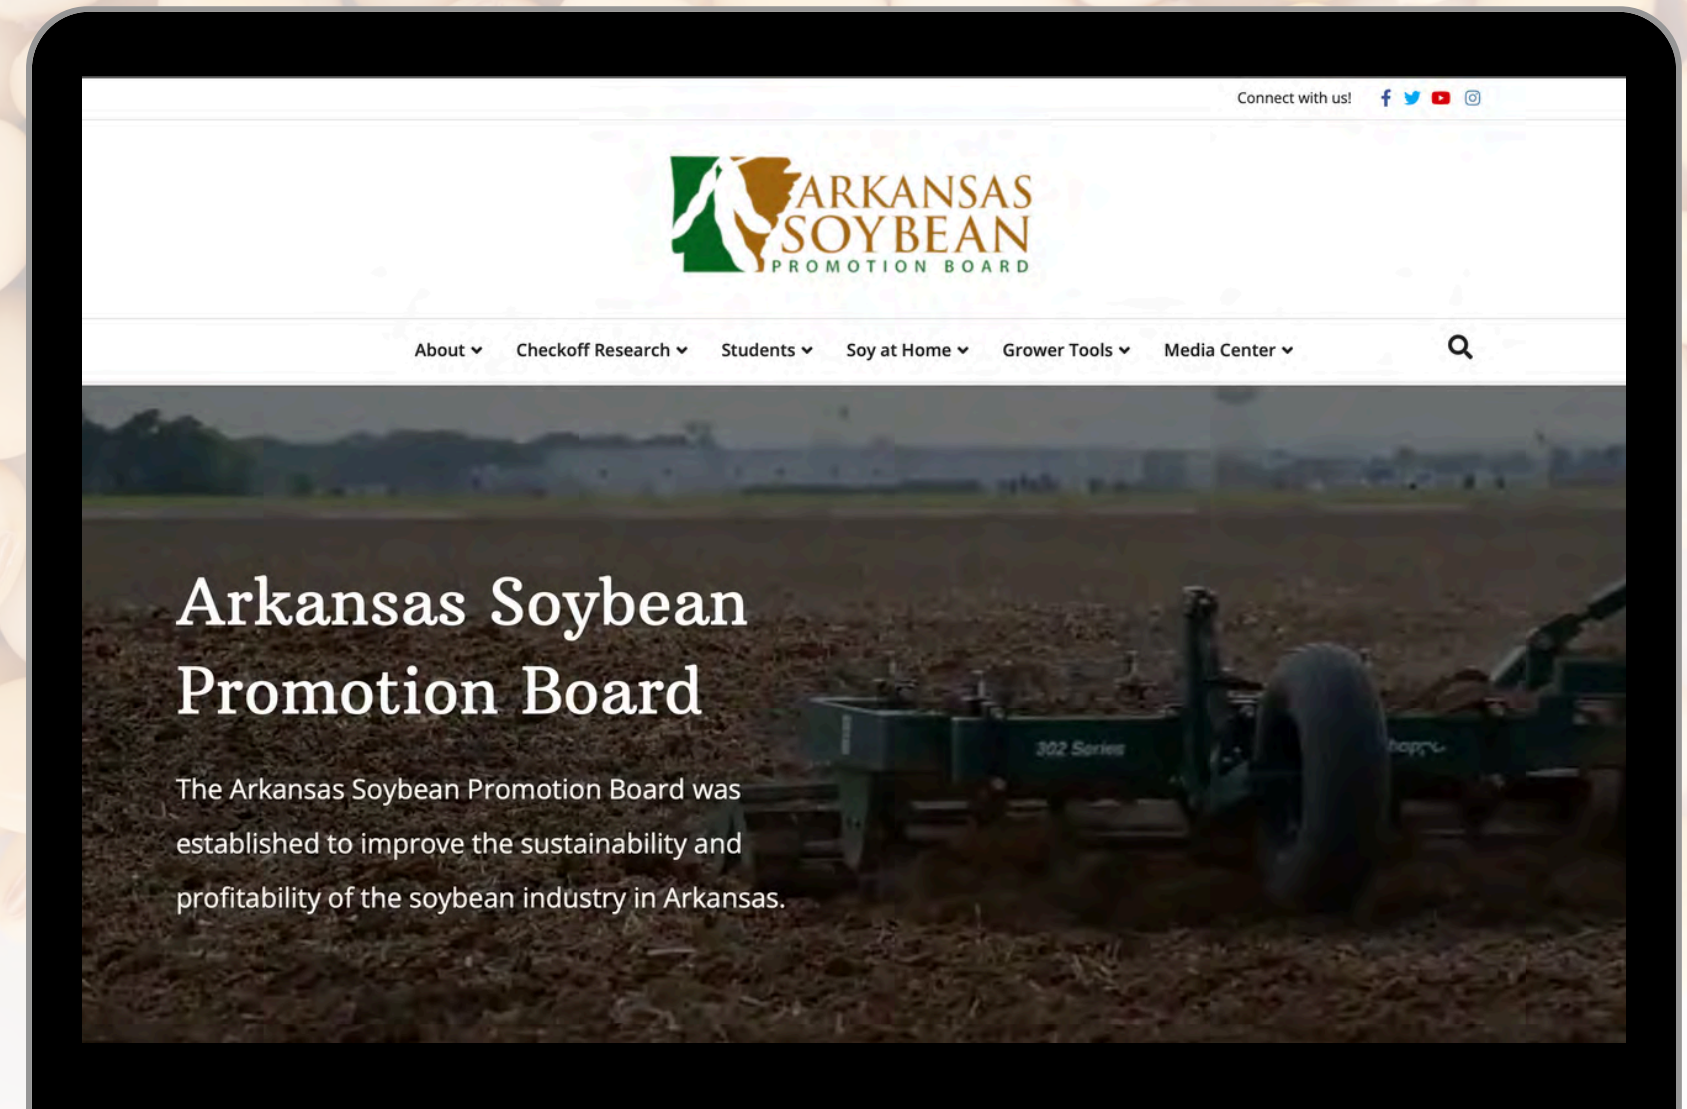 Connect with us!
ARKANSAS
SOYBEAN
PROMOTION BOARD
About Checkoff Research Students Soy at Home Grower Tools Media Center
Arkansas Soybean
Promotion Board
302 Series
The Arkansas Soybean Promotion Board was
established to improve the sustainability and
profitability of the soybean industry in Arkansas.